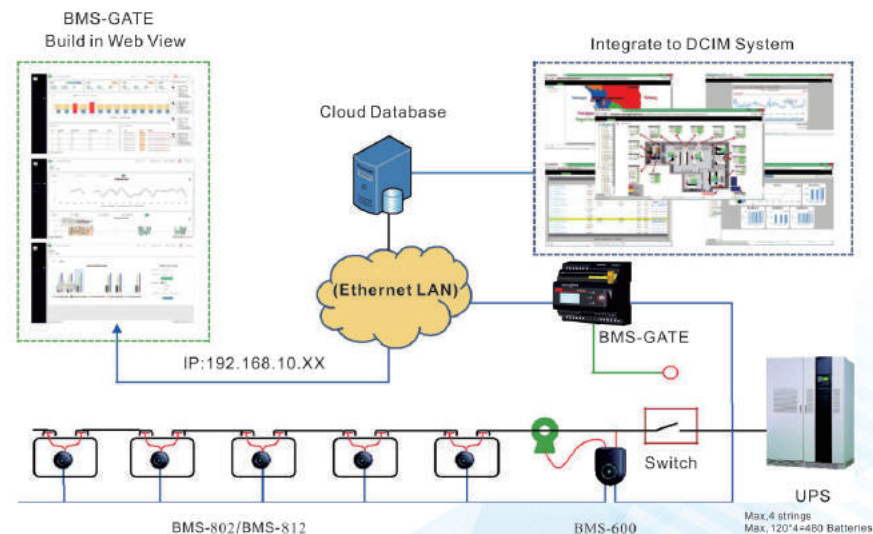 BMS-GATE
Build in Web View
Integrate to DCIM System
Cloud Database
(Ethernet LAN)
BMS-GATE
IP:192.168.10.XX
Switch
UPS
Max,4 strings
Max, 120*4=480 Batteries
BMS-802/BMS-812
BMS-600